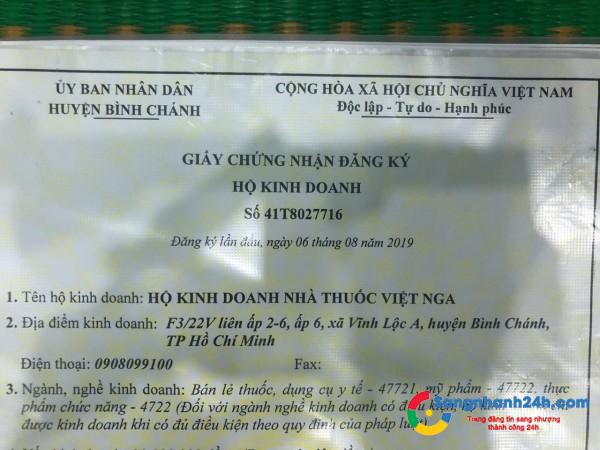 ỦY BAN NHÂN DÂN
HUYỆN BÌNH CHÁNH
CỘNG HÒA XÃ HỘI CHỦ NGHĨA VIỆT NAM
Độc lập - Tự do - Hạnh phúc
GIẤY CHỨNG NHẬN ĐĂNG KÝ
HỘ KINH DOANH
Số 41T8027716
Đăng ký lần đầu, ngày 06 tháng 08 năm 2019
1. Tên hộ kinh doanh: HỘ KINH DOANH NHÀ THUỐC VIỆT NGA
2. Địa điểm kinh doanh: F3/22V liên ấp 2-6, ấp 6, xã Vĩnh Lộc A, huyện Bình Chánh,
TP Hồ Chí Minh
Điện thoại: 0908099100 Fax:
3. Ngành, nghề kinh doanh: Bán lẻ thuốc, dụng cụ y tế - 47721, mỹ phẩm - 47722, thực
phẩm chức năng - 4722 (Đối với ngành nghề kinh doanh có điều kiện,
được kinh doanh khi có đủ điều kiện theo quy định của pháp luật)
Sangnhanh24h.com
Trang đăng tin sang nhượng
thành công 24h